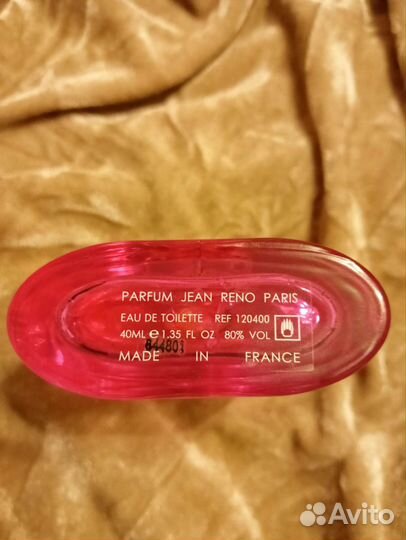 PARFUM JEAN RENO PARIS
EAU DE TOILETTE REF 120400
40ML e 1.35 FL OZ 80% VOL
844801
MADE IN FRANCE
Avito